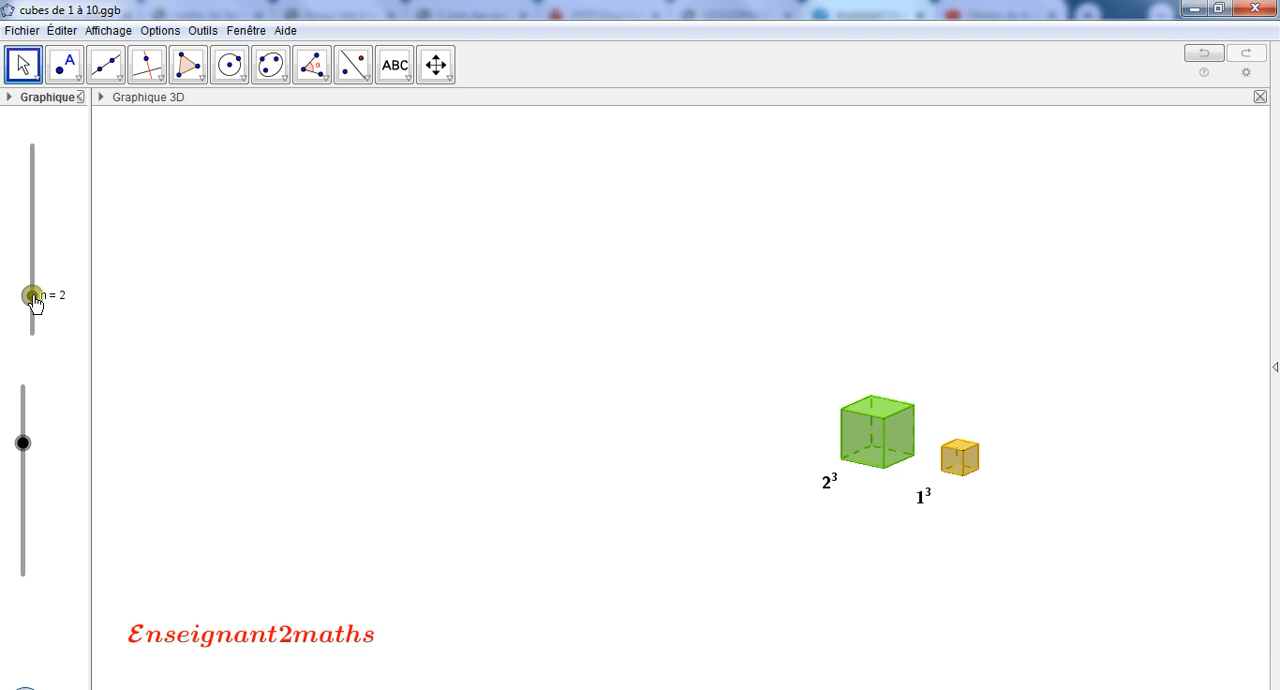 cubes de 1 à 10.ggb
Fichier Éditer Affichage Options Outils Fenêtre Aide
A ABC
Graphique Graphique 3D
n = 2
2³
1³
Enseignant2maths